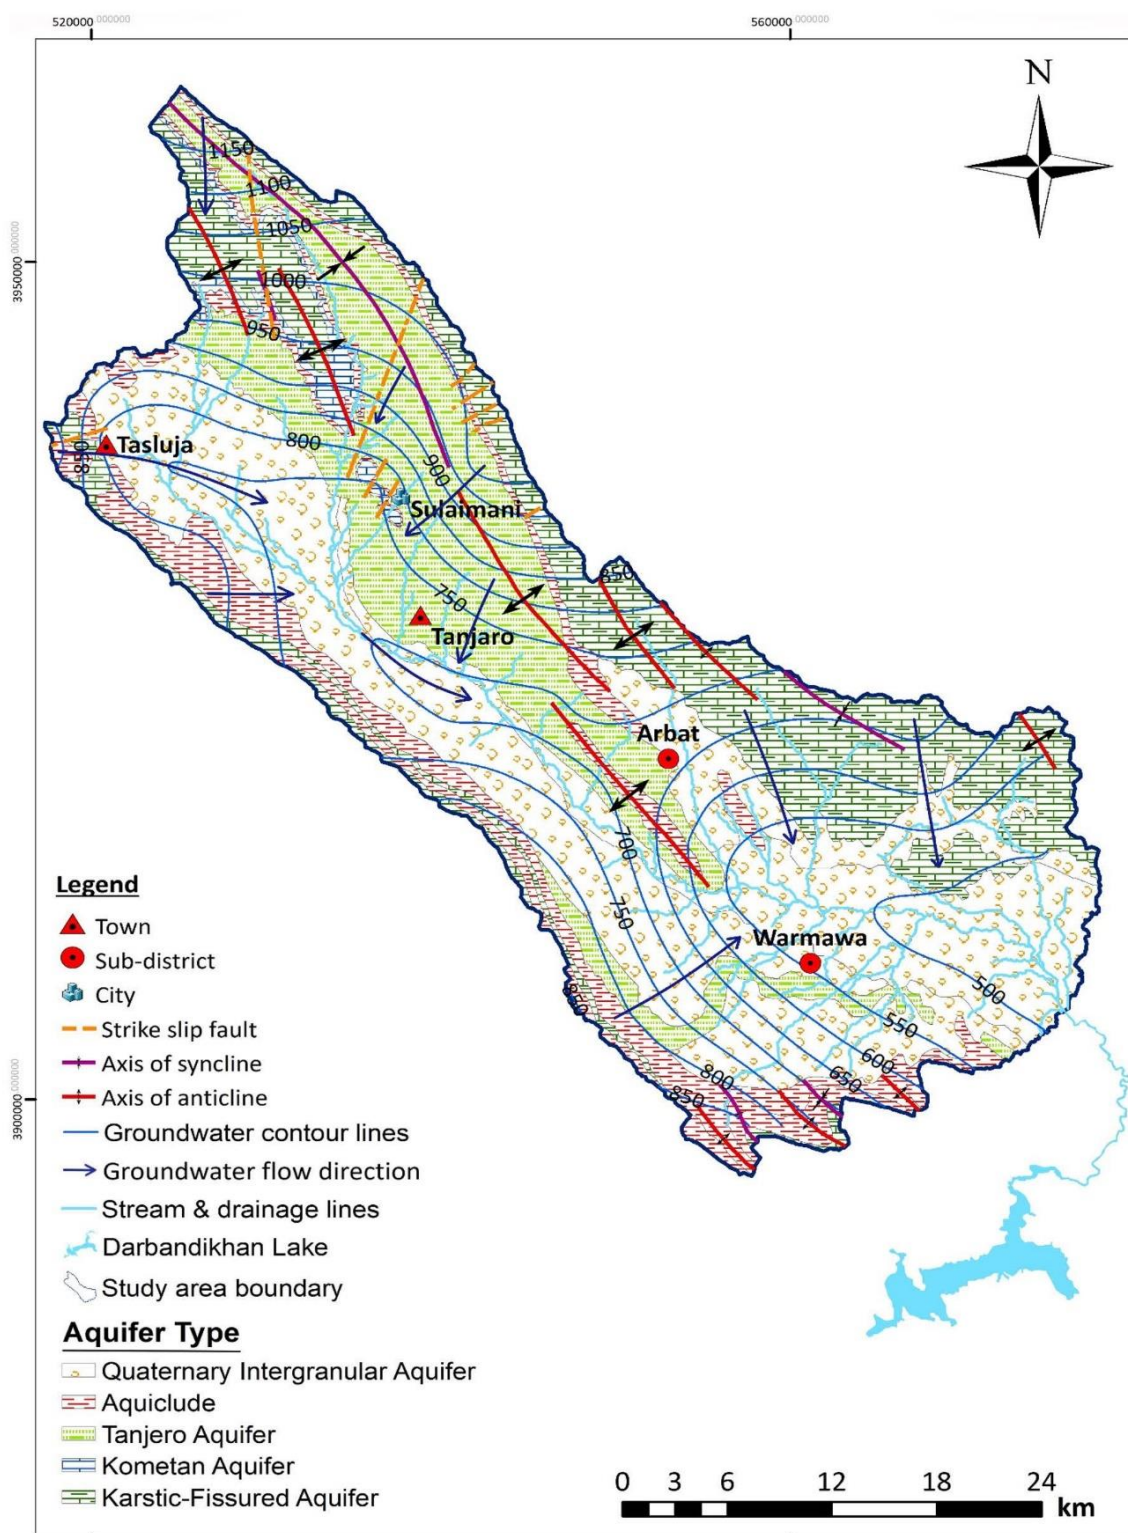 520000.000000
560000.000000
N
3950000.000000
3900000.000000
1150
1100
1050
1000
950
800
850
Tasluja
900
Sulaimani
850
750
Tanjaro
Arbat
700
750
Warmawa
850
500
550
600
650
800
850
Legend
Town
Sub-district
City
Strike slip fault
Axis of syncline
Axis of anticline
Groundwater contour lines
Groundwater flow direction
Stream & drainage lines
Darbandikhan Lake
Study area boundary
Aquifer Type
Quaternary Intergranular Aquifer
Aquiclude
Tanjero Aquifer
Kometan Aquifer
Karstic-Fissured Aquifer
0 3 6 12 18 24
km